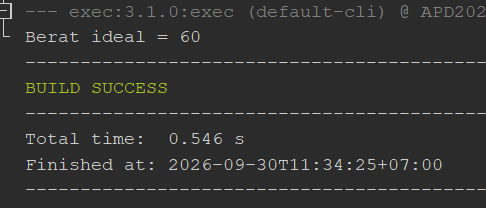 --- exec:3.1.0:exec (default-cli) @ APD202
Berat ideal = 60
------------------------------------------
BUILD SUCCESS
------------------------------------------
Total time:  0.546 s
Finished at: 2026-09-30T11:34:25+07:00
------------------------------------------